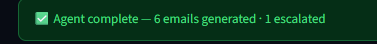 ✅ Agent complete — 6 emails generated · 1 escalated